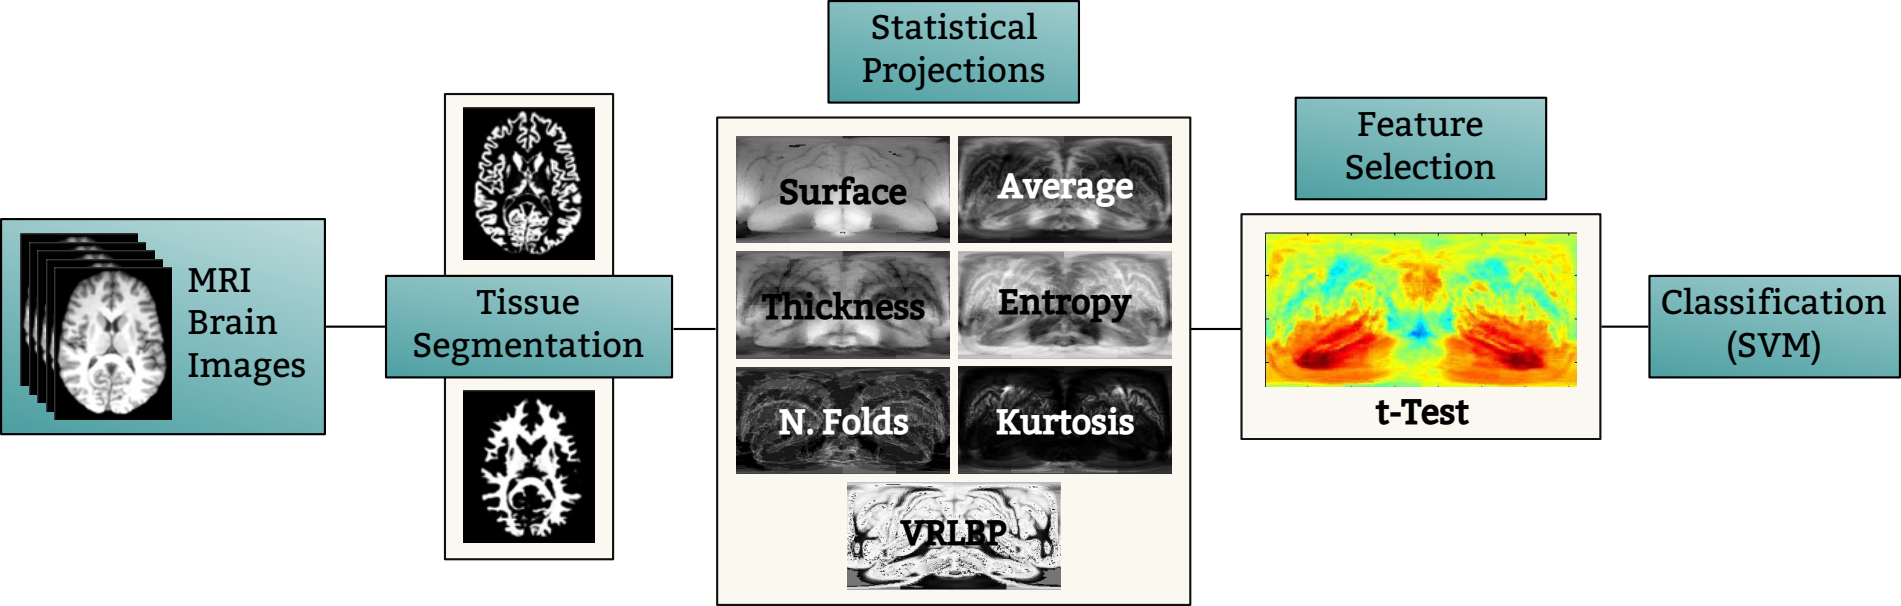 MRI
Brain
Images
Tissue
Segmentation
Statistical
Projections
Surface
Average
Thickness
Entropy
N. Folds
Kurtosis
VRLBP
Feature
Selection
t-Test
Classification
(SVM)